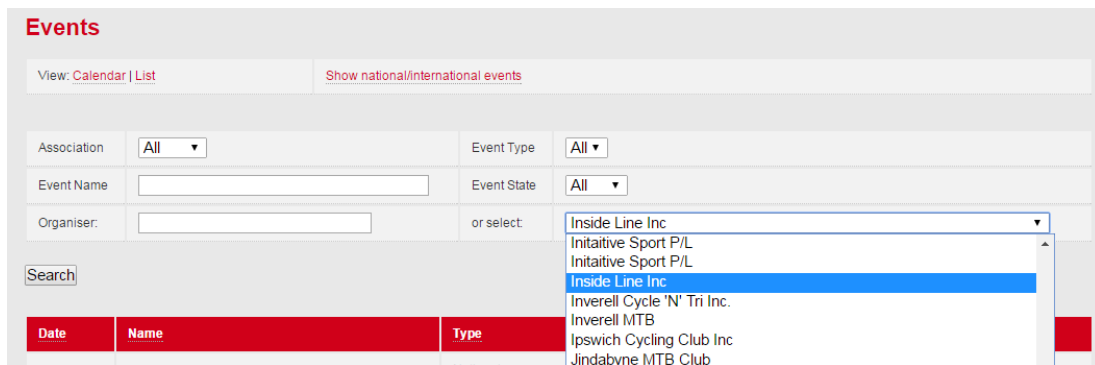 Events
View: Calendar | List Show national/international events
Association All Event Type All
Event Name Event State All
Organiser: or select: Inside Line Inc
Initaitive Sport P/L
Initaitive Sport P/L
Search
Inside Line Inc
Inverell Cycle 'N' Tri Inc.
Inverell MTB
Date Name Type
Ipswich Cycling Club Inc
Jindabyne MTB Club